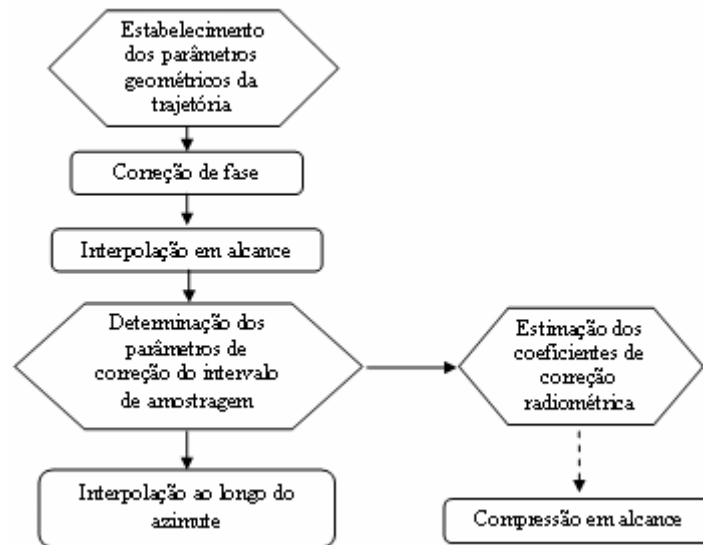 Estabelecimento
dos parâmetros
geométricos da
trajetória
Correção de fase
Interpolação em alcance
Determinação dos
parâmetros de
correção do intervalo
de amostragem
Estimação dos
coeficientes de
correção
radiométrica
Interpolação ao longo do
azimute
Compressão em alcance